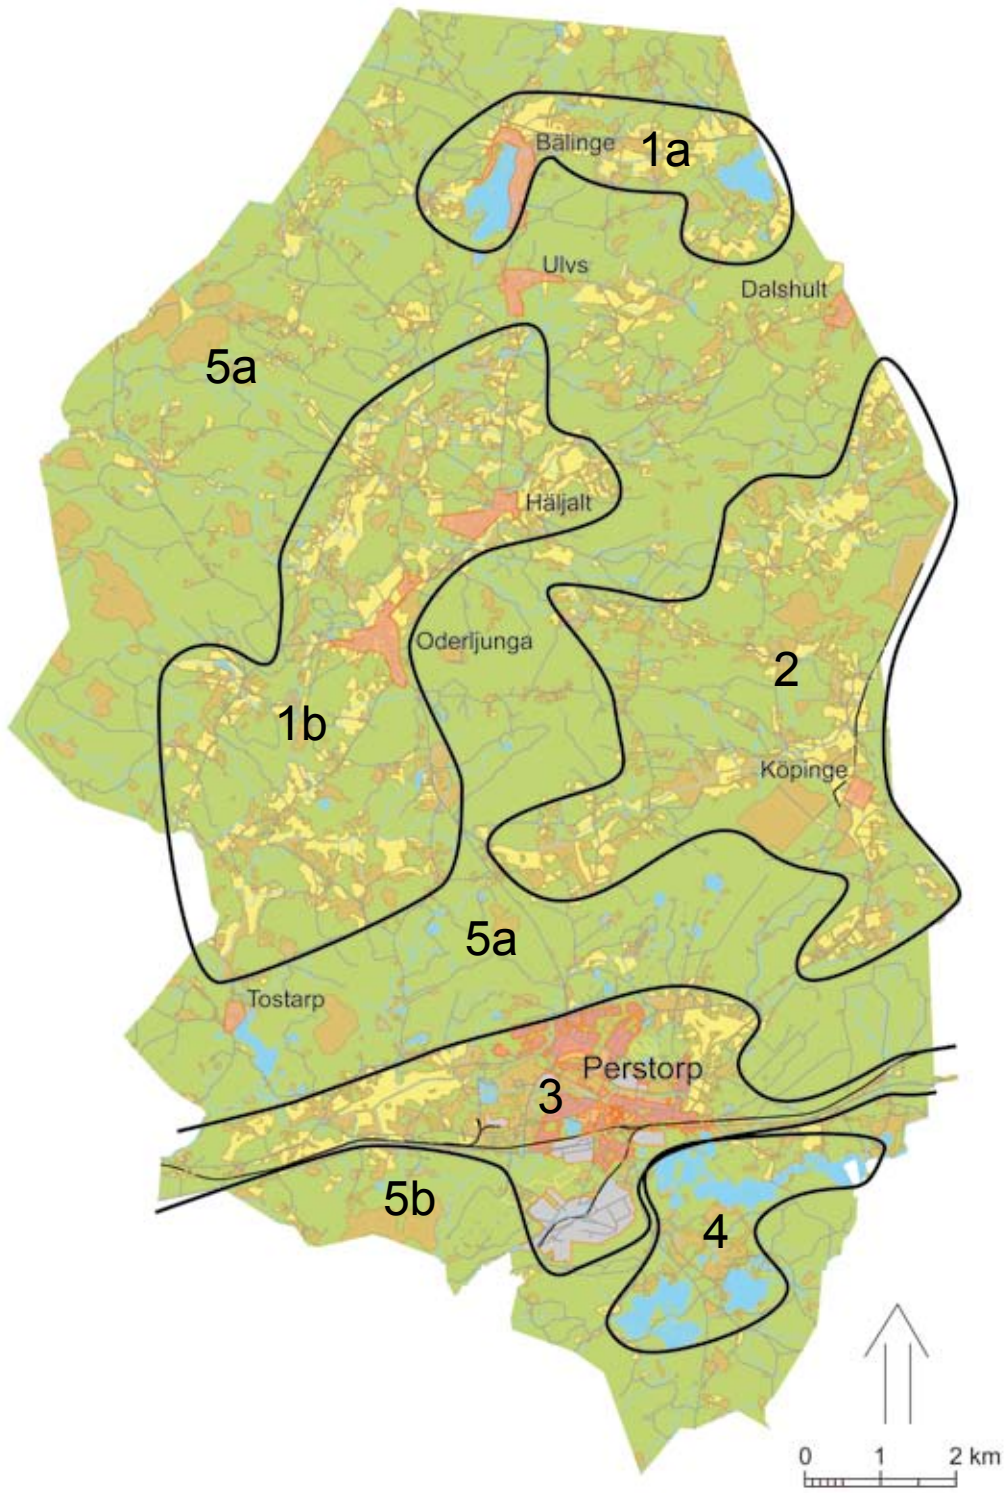 Bälinge
1a
Ulvs
Dalshult
5a
Häljalt
Oderljunga
2
1b
Köpinge
5a
Tostarp
Perstorp
3
5b
4
0 1 2 km